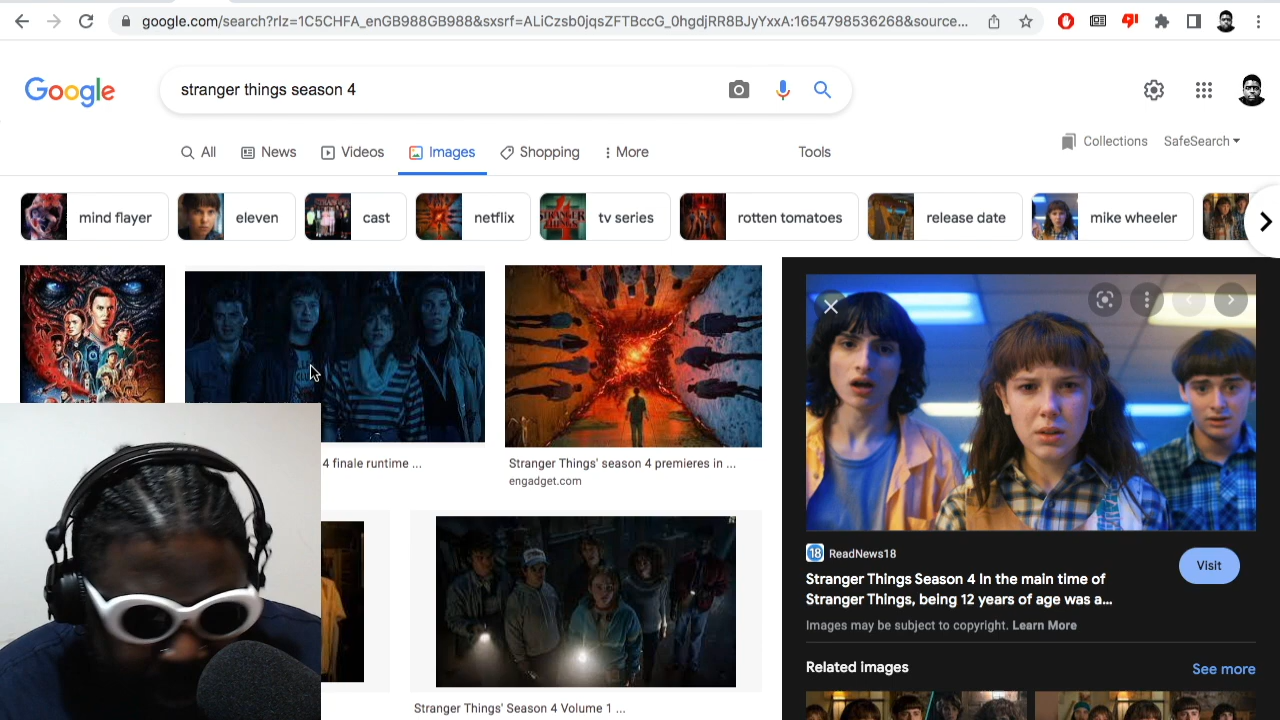 google.com/search?rlz=1C5CHFA_enGB988GB988&sxsrf=ALiCzsb0jqsZFTBccG_0hgdjRR8BJyYxxA:1654798536268&source...
Google
stranger things season 4
All
News
Videos
Images
Shopping
More
Tools
Collections
SafeSearch
mind flayer
eleven
cast
netflix
tv series
rotten tomatoes
release date
mike wheeler
4 finale runtime ...
Stranger Things' season 4 premieres in ...
engadget.com
Stranger Things' Season 4 Volume 1 ...
18 ReadNews18
Visit
Stranger Things Season 4 In the main time of
Stranger Things, being 12 years of age was a...
Images may be subject to copyright. Learn More
Related images
See more